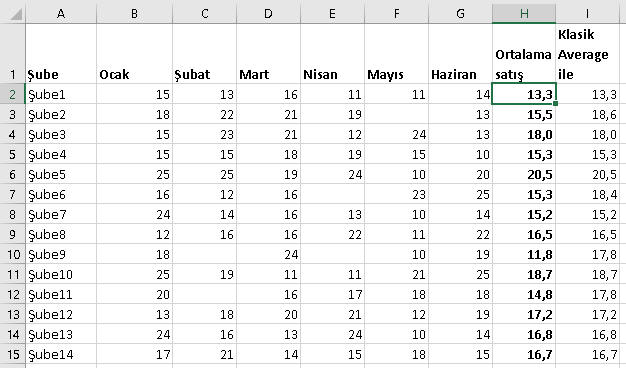 A B C D E F G H I
1 Şube Ocak Şubat Mart Nisan Mayıs Haziran Ortalama satış Klasik Average ile
2 Şube1 15 13 16 11 11 14 13,3 13,3
3 Şube2 18 22 21 19 13 15,5 18,6
4 Şube3 15 23 21 12 24 13 18,0 18,0
5 Şube4 15 15 18 19 15 10 15,3 15,3
6 Şube5 25 25 19 24 10 20 20,5 20,5
7 Şube6 16 12 16 23 25 15,3 18,4
8 Şube7 24 14 16 13 10 14 15,2 15,2
9 Şube8 12 16 16 22 11 22 16,5 16,5
10 Şube9 18 24 10 19 11,8 17,8
11 Şube10 25 19 11 11 21 25 18,7 18,7
12 Şube11 20 16 17 18 18 14,8 17,8
13 Şube12 13 18 20 21 12 19 17,2 17,2
14 Şube13 24 16 13 24 10 14 16,8 16,8
15 Şube14 17 21 14 15 18 15 16,7 16,7